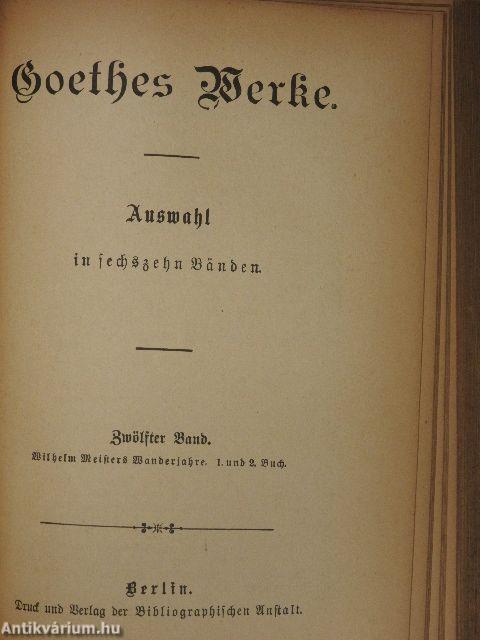 Goethes Werke.
Auswahl
in sechszehn Bänden.
Zwölfter Band.
Wilhelm Meisters Wanderjahre. 1. und 2. Buch.
Berlin.
Druck und Verlag der Bibliographischen Anstalt.
Antikvárium.hu